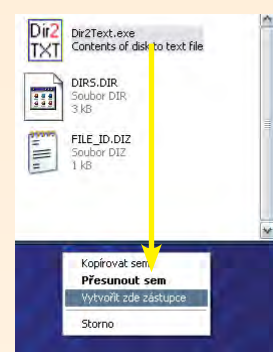 Dir2
TXT
Dir2Text.exe
Contents of disk to text file
DIRS.DIR
Soubor DIR
3 kB
FILE_ID.DIZ
Soubor DIZ
1 kB
Kopírovat sem
Přesunout sem
Vytvořit zde zástupce
Storno